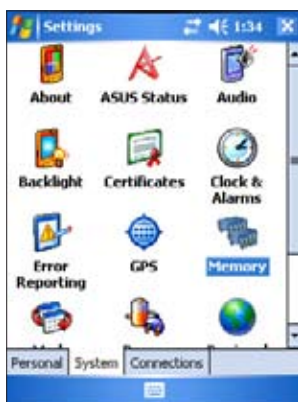 Settings 1:34
About ASUS Status Audio
Backlight Certificates Clock &
Alarms
Error GPS Memory
Reporting
Personal System Connections